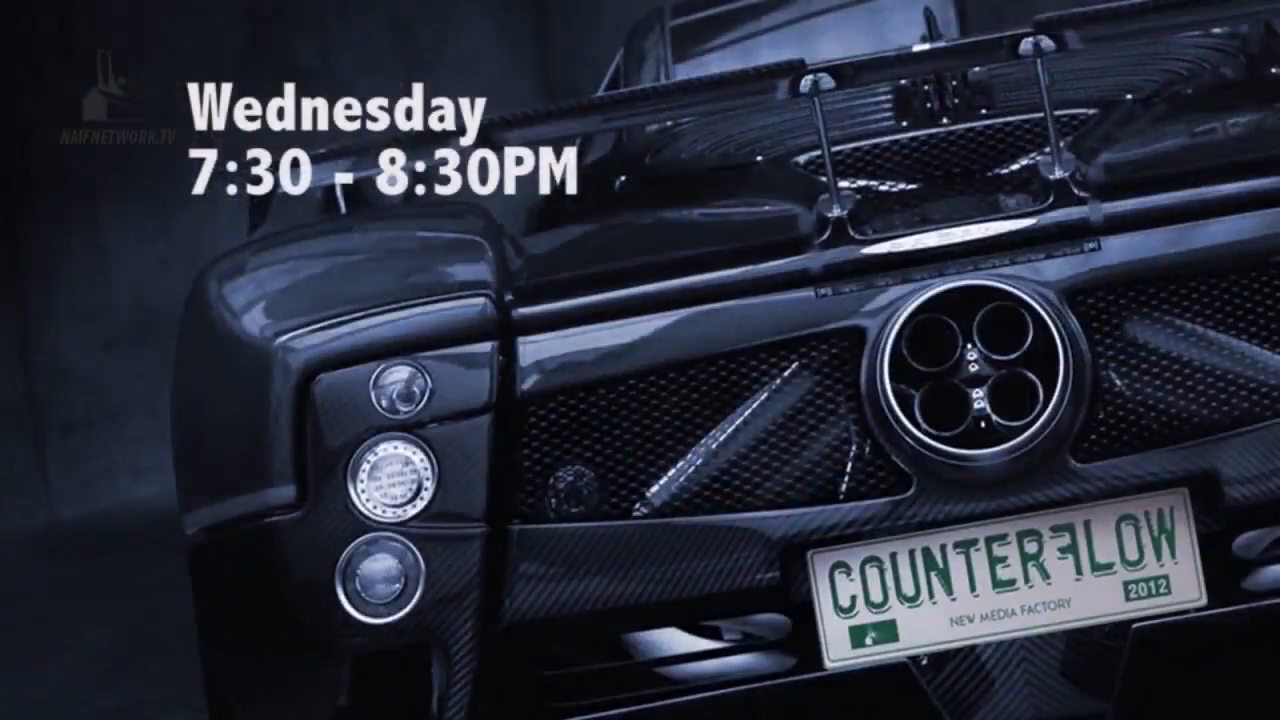 Wednesday
7:30 - 8:30PM
NMFNETWORK.TV
COUNTERFLOW
2012
NEW MEDIA FACTORY